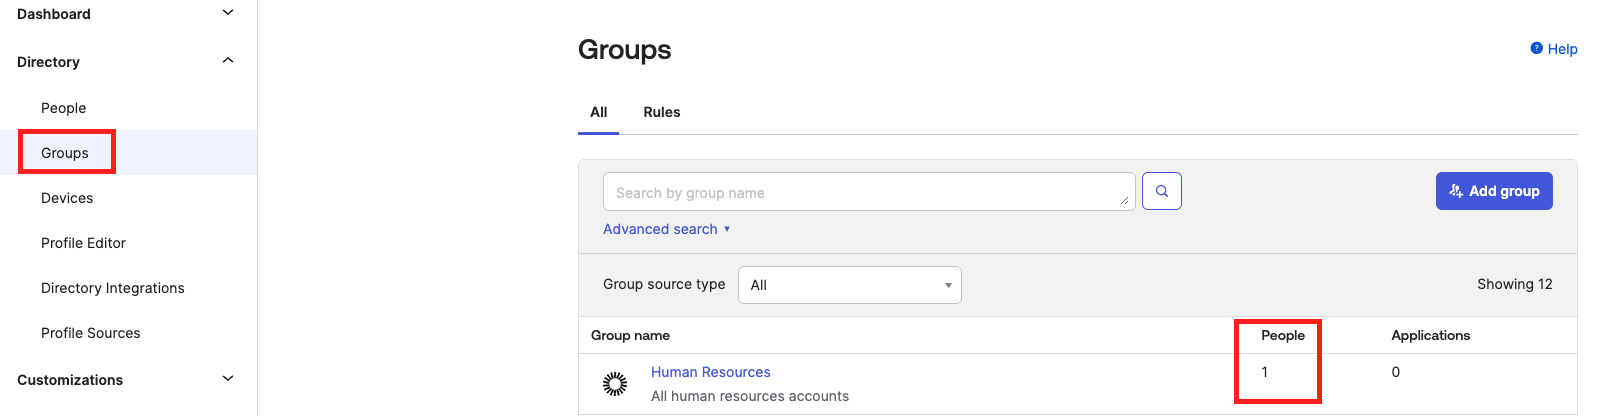 Dashboard
Directory
People
Groups
Devices
Profile Editor
Directory Integrations
Profile Sources
Customizations
Groups
? Help
All Rules
Search by group name
Add group
Advanced search
Group source type All Showing 12
Group name People Applications
Human Resources 1 0
All human resources accounts